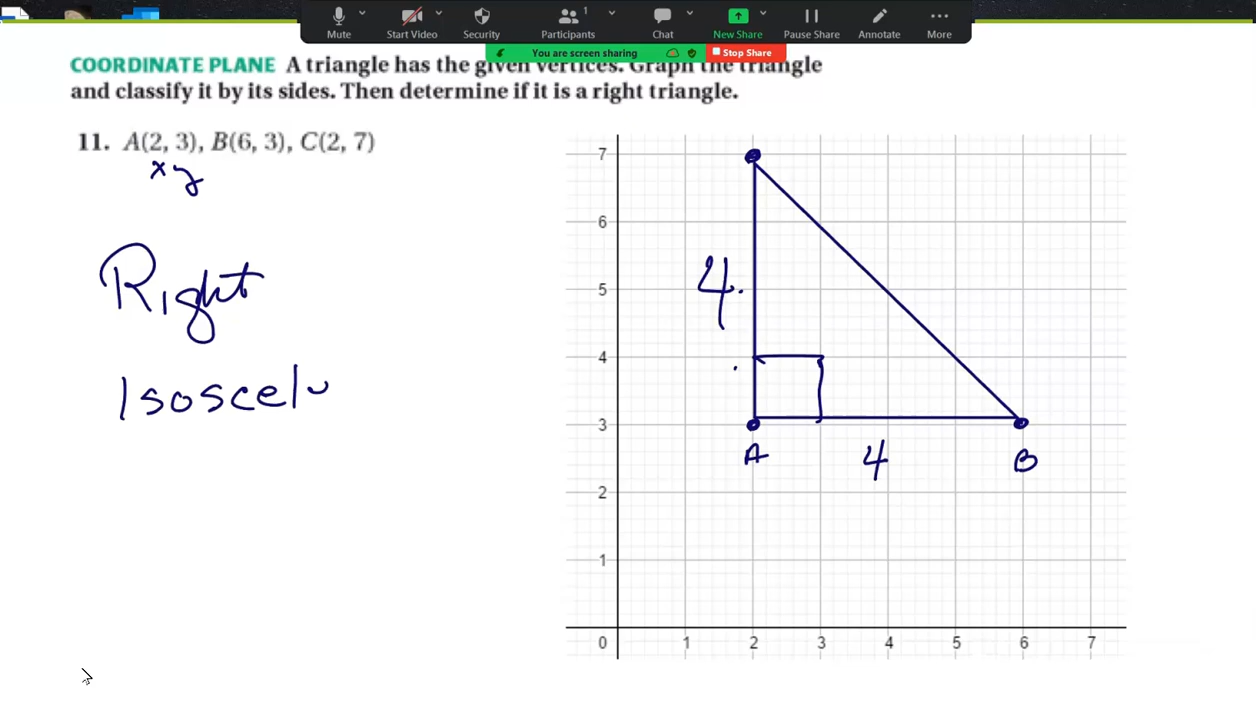 1
Mute
Start Video
Security
Participants
Chat
New Share
Pause Share
Annotate
More
You are screen sharing
Stop Share
COORDINATE PLANE A triangle has the given vertices. Graph the triangle
and classify it by its sides. Then determine if it is a right triangle.
11. A(2, 3), B(6, 3), C(2, 7)
x y
Right
Isosceles
7
6
5
4
3
2
1
4
4
A
B
0 1 2 3 4 5 6 7